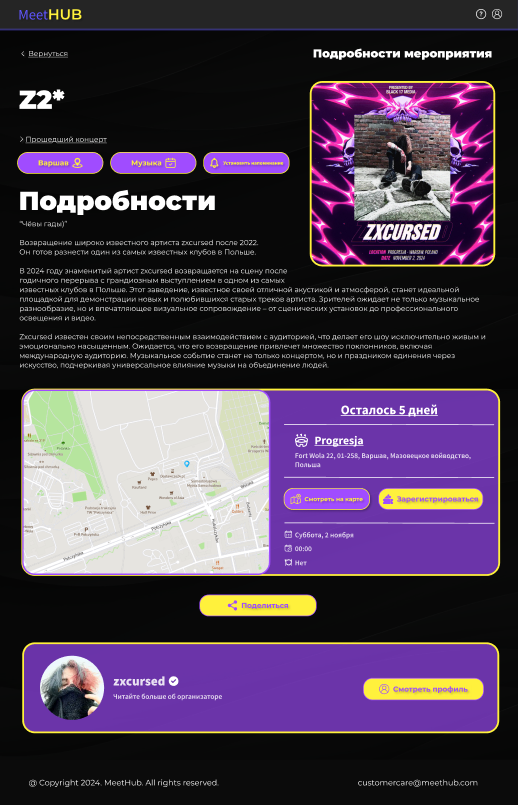 MeetHUB
Вернуться
Подробности мероприятия
Z2*
PRESENTED BY
BLACK 17 MEDIA
ZXCURSED
LOCATION PROGRESJA - WARSAW POLAND
DATE NOVEMBER 2, 2024
Прошедший концерт
Варшав
Музыка
Установить напоминание
Подробности
"Чёвы гады)"
Возвращение широко известного артиста zxcursed после 2022.
Он готов разнести один из самых известных клубов в Польше.
В 2024 году знаменитый артист zxcursed возвращается на сцену после
годичного перерыва с грандиозным выступлением в одном из самых
известных клубов в Польше. Этот заведение, известное своей отличной акустикой и атмосферой, станет идеальной
площадкой для демонстрации новых и полюбившихся старых треков артиста. Зрителей ожидает не только музыкальное
разнообразие, но и впечатляющее визуальное сопровождение – от сценических установок до профессионального
освещения и видео.
Zxcursed известен своим непосредственным взаимодействием с аудиторией, что делает его шоу исключительно живым и
эмоционально насыщенным. Ожидается, что его возвращение привлечет множество поклонников, включая
международную аудиторию. Музыкальное событие станет не только концертом, но и праздником единения через
искусство, подчеркивая универсальное влияние музыки на объединение людей.
Осталось 5 дней
Progresja
Fort Wola 22, 01-258, Варшав, Мазовецкое войводство,
Польша
Смотреть на карте
Зарегистрироваться
Суббота, 2 ноября
00:00
Нет
Połczyńska
Połczyńska
Поделиться
zxcursed
Читайте больше об организаторе
Смотреть профиль
@ Copyright 2024. MeetHub. All rights reserved.
customercare@meethub.com